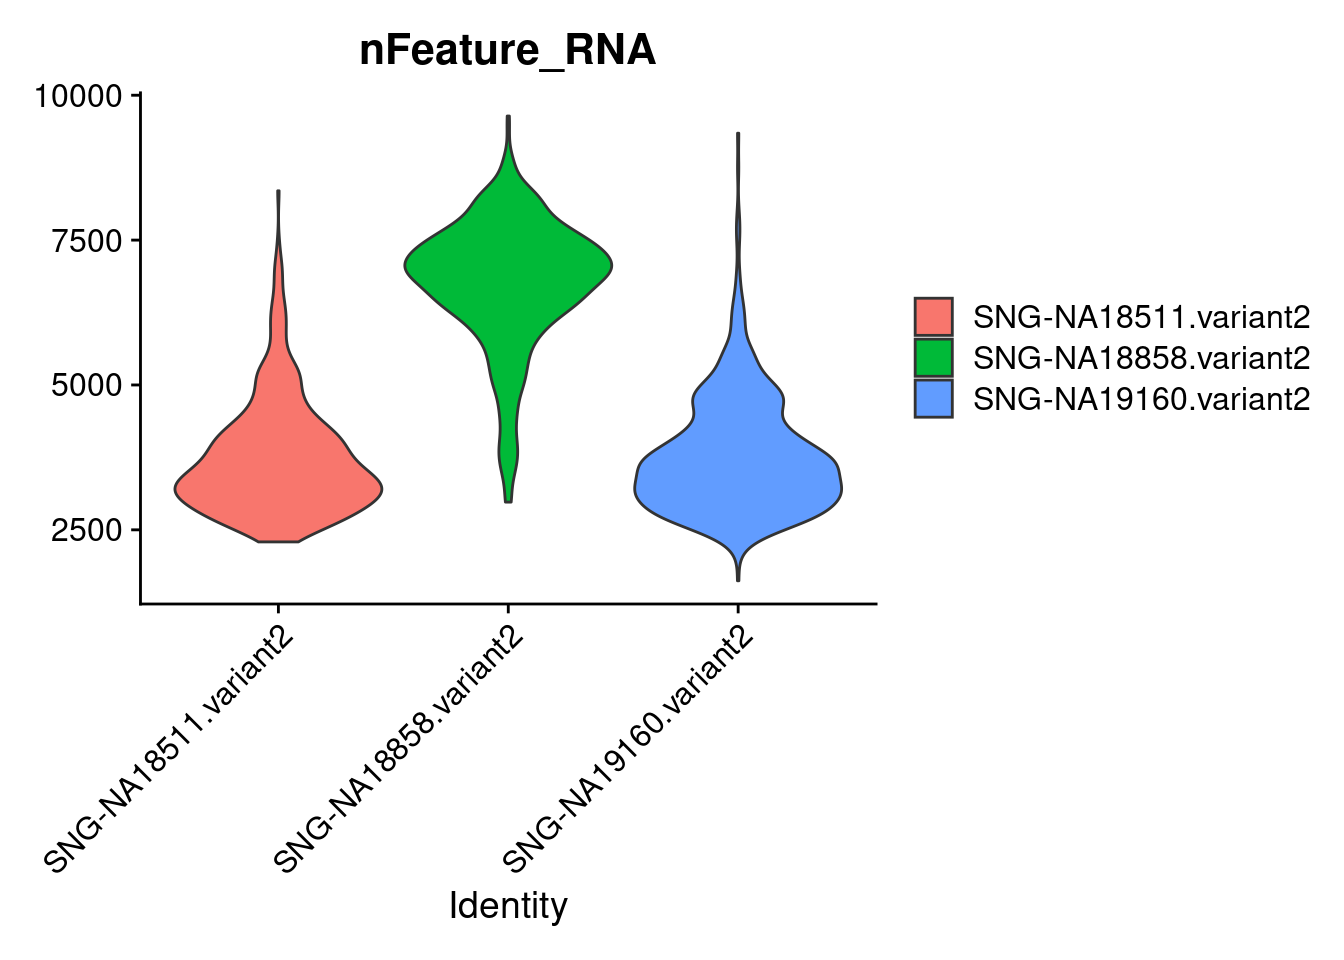 nFeature_RNA
10000
7500
5000
2500
SNG-NA18511.variant2
SNG-NA18858.variant2
SNG-NA19160.variant2
Identity
SNG-NA18511.variant2
SNG-NA18858.variant2
SNG-NA19160.variant2